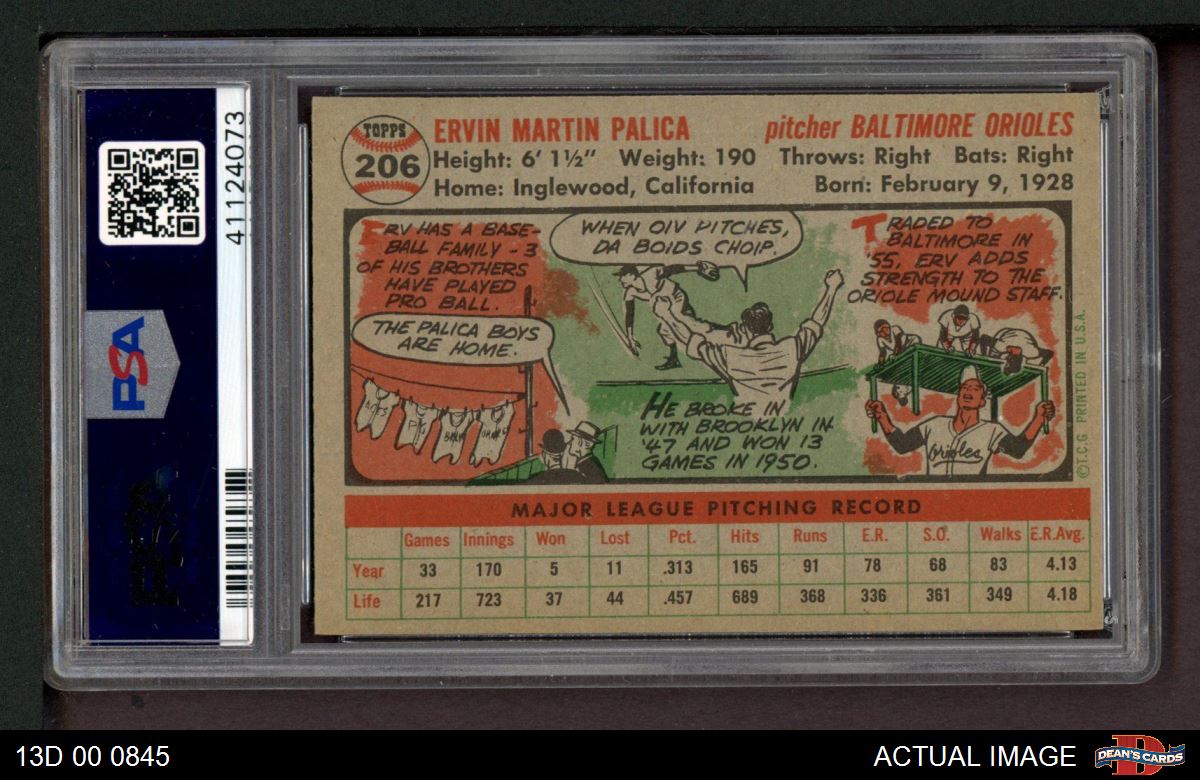 41124073
PSA
TOPPS
206
ERVIN MARTIN PALICA
pitcher BALTIMORE ORIOLES
Height: 6' 1½" Weight: 190 Throws: Right Bats: Right
Home: Inglewood, California Born: February 9, 1928
ERV HAS A BASE-
BALL FAMILY - 3
OF HIS BROTHERS
HAVE PLAYED
PRO BALL.
THE PALICA BOYS
ARE HOME.
WHEN OIV PITCHES,
DA BOIDS CHOIP.
HE BROKE IN
WITH BROOKLYN IN
'47 AND WON 13
GAMES IN 1950.
TRADED TO
BALTIMORE IN
'55, ERV ADDS
STRENGTH TO THE
ORIOLE MOUND STAFF.
Orioles
©T.C.G PRINTED IN U.S.A.
MAJOR LEAGUE PITCHING RECORD
Games Innings Won Lost Pct. Hits Runs E.R. S.O. Walks E.R.Avg.
Year 33 170 5 11 .313 165 91 78 68 83 4.13
Life 217 723 37 44 .457 689 368 336 361 349 4.18
13D 00 0845
ACTUAL IMAGE
D
DEAN'S CARDS